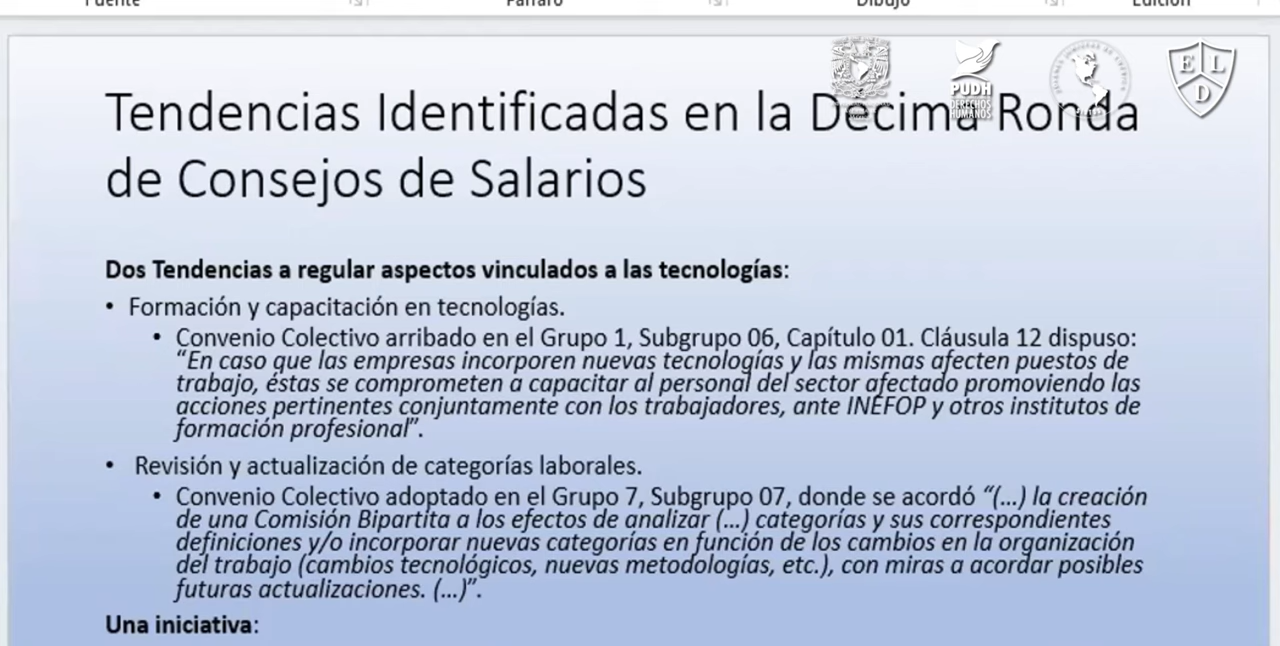 Fuente
Párrafo
Dibujo
Edición
PUDH
DERECHOS
HUMANOS
E L
D
Tendencias Identificadas en la Décima Ronda
de Consejos de Salarios
Dos Tendencias a regular aspectos vinculados a las tecnologías:
• Formación y capacitación en tecnologías.
• Convenio Colectivo arribado en el Grupo 1, Subgrupo 06, Capítulo 01. Cláusula 12 dispuso:
“En caso que las empresas incorporen nuevas tecnologías y las mismas afecten puestos de
trabajo, éstas se comprometen a capacitar al personal del sector afectado promoviendo las
acciones pertinentes conjuntamente con los trabajadores, ante INEFOP y otros institutos de
formación profesional”.
• Revisión y actualización de categorías laborales.
• Convenio Colectivo adoptado en el Grupo 7, Subgrupo 07, donde se acordó “(...) la creación
de una Comisión Bipartita a los efectos de analizar (...) categorías y sus correspondientes
definiciones y/o incorporar nuevas categorías en función de los cambios en la organización
del trabajo (cambios tecnológicos, nuevas metodologías, etc.), con miras a acordar posibles
futuras actualizaciones. (...)”.
Una iniciativa: